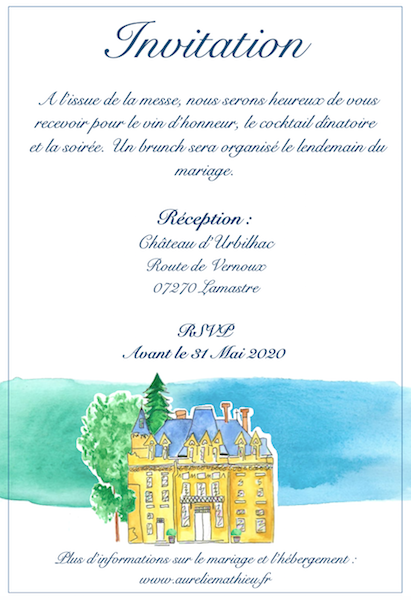 Invitation
A l'issue de la messe, nous serons heureux de vous
recevoir pour le vin d'honneur, le cocktail dînatoire
et la soirée. Un brunch sera organisé le lendemain du
mariage.
Réception :
Château d'Urbilhac
Route de Vernoux
07270 Lamastre
RSVP
Avant le 31 Mai 2020
Plus d'informations sur le mariage et l'hébergement :
www.aureliemathieu.fr